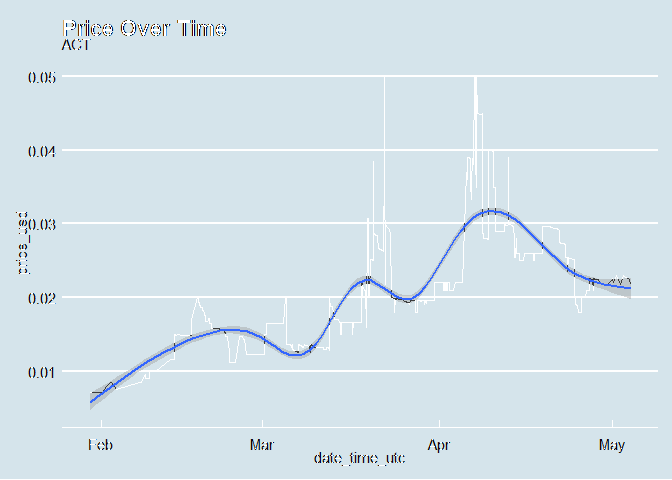 Price Over Time
ACT
0.05
0.04
0.03
0.02
0.01
price_usd
Feb
Mar
Apr
May
date_time_utc